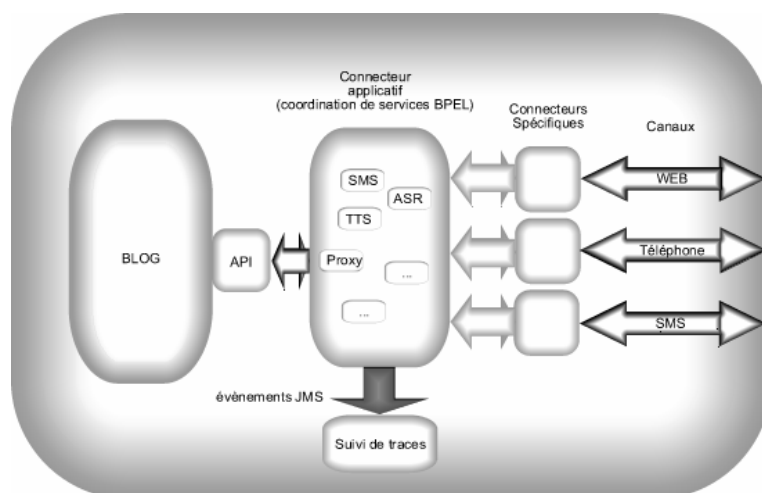 Connecteur
applicatif
(coordination de services BPEL)
Connecteurs
Spécifiques
Canaux
SMS
ASR
TTS
Proxy
...
...
BLOG
API
WEB
Téléphone
SMS
évènements JMS
Suivi de traces